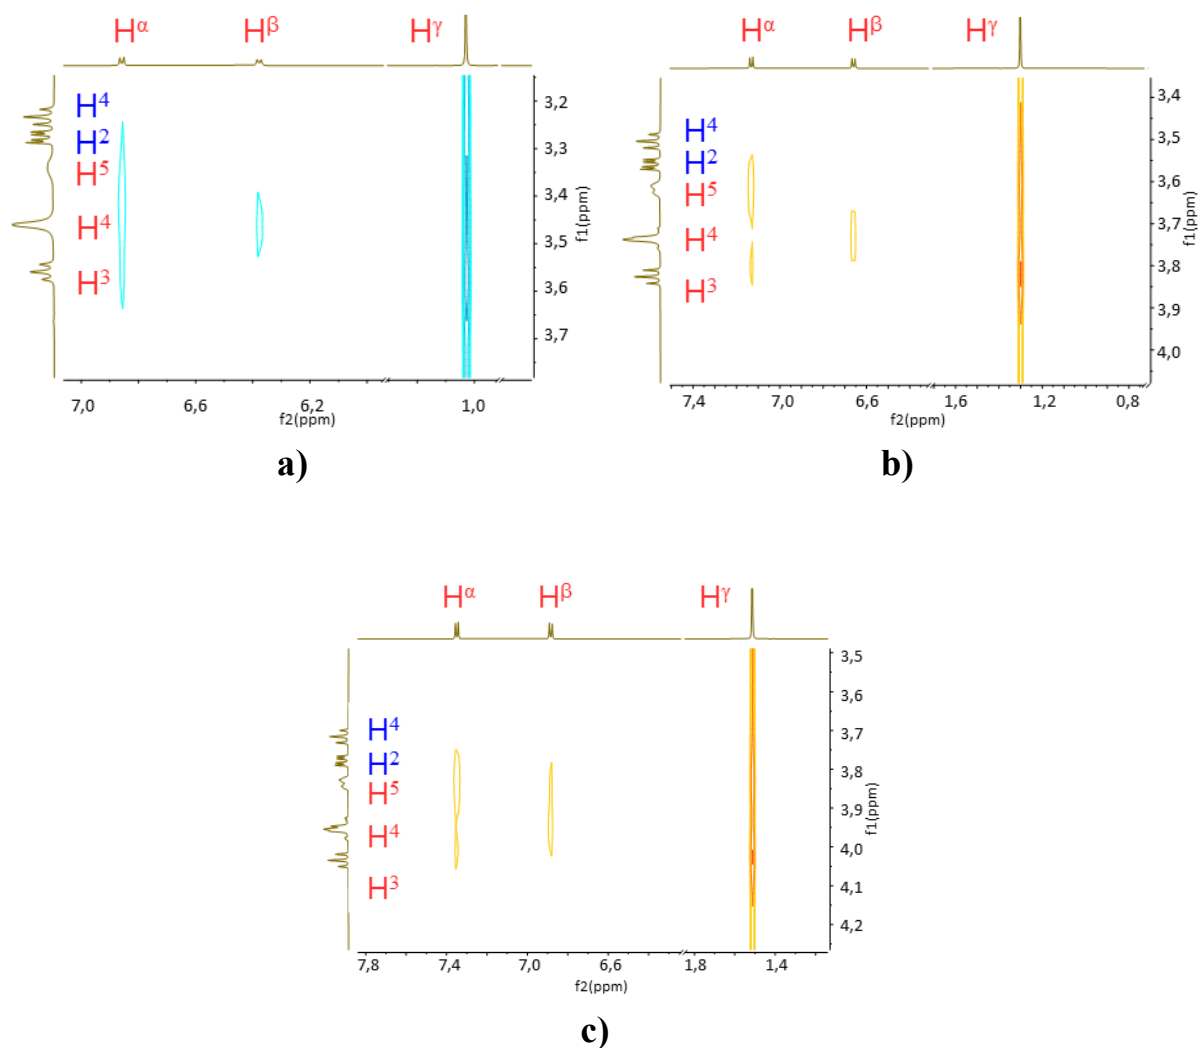 Hα Hβ Hγ
H4
H2
H5
H4
H3
3,2
3,3
3,4
3,5
3,6
3,7
f1(ppm)
7,0 6,6 6,2 1,0
f2(ppm)
a)
Hα Hβ Hγ
H4
H2
H5
H4
H3
3,4
3,5
3,6
3,7
3,8
3,9
4,0
f1(ppm)
7,4 7,0 6,6 1,6 1,2 0,8
f2(ppm)
b)
Hα Hβ Hγ
H4
H2
H5
H4
H3
3,5
3,6
3,7
3,8
3,9
4,0
4,1
4,2
f1(ppm)
7,8 7,4 7,0 6,6 1,8 1,4
f2(ppm)
c)